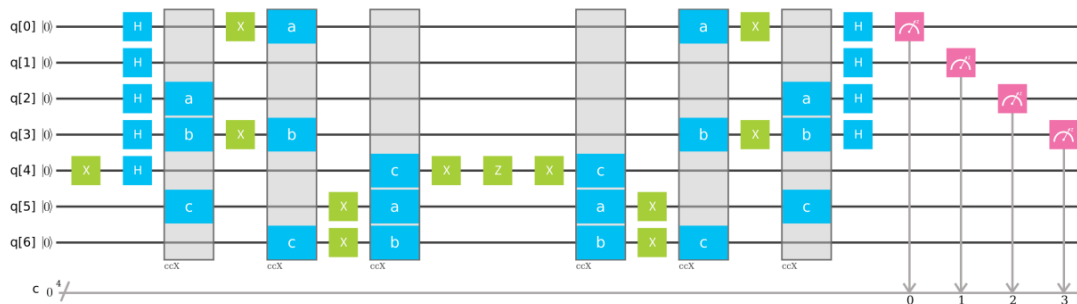 q[0] |0⟩ H X a a X H
q[1] |0⟩ H H
q[2] |0⟩ H a a H
q[3] |0⟩ H b X b b X b H
q[4] |0⟩ X H c X Z X c
q[5] |0⟩ c X a a X c
q[6] |0⟩ c X b b X c
ccX ccX ccX ccX ccX ccX
c 0 4 0 1 2 3